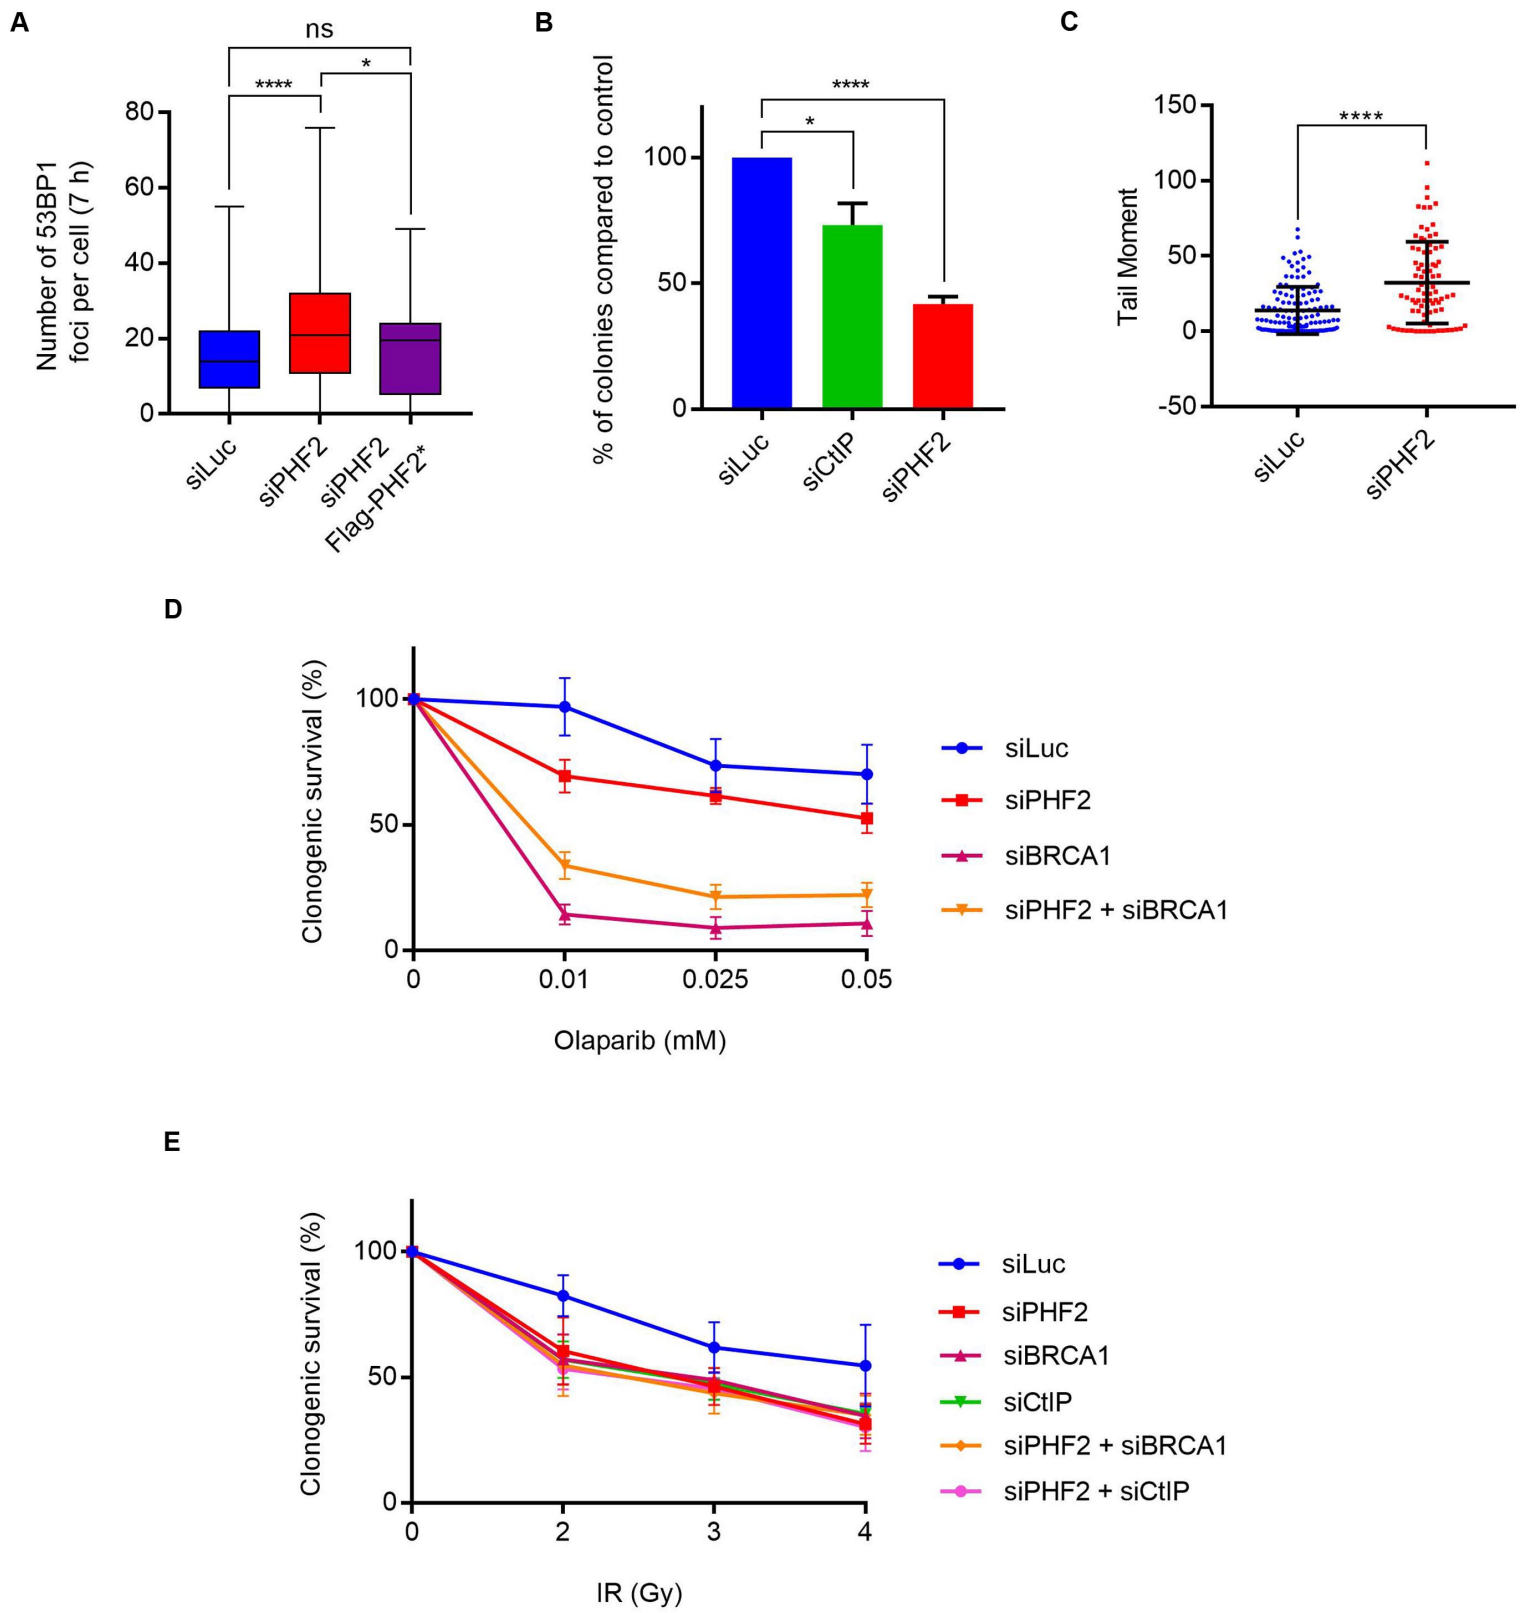 A
ns
****
*
Number of 53BP1
foci per cell (7 h)
80
60
40
20
0
siLuc
siPHF2
siPHF2
Flag-PHF2*
B
****
*
% of colonies compared to control
100
50
0
siLuc
siCtIP
siPHF2
C
****
Tail Moment
150
100
50
0
-50
siLuc
siPHF2
D
Clonogenic survival (%)
100
50
0
0 0.01 0.025 0.05
Olaparib (mM)
siLuc
siPHF2
siBRCA1
siPHF2 + siBRCA1
E
Clonogenic survival (%)
100
50
0
0 2 3 4
IR (Gy)
siLuc
siPHF2
siBRCA1
siCtIP
siPHF2 + siBRCA1
siPHF2 + siCtIP